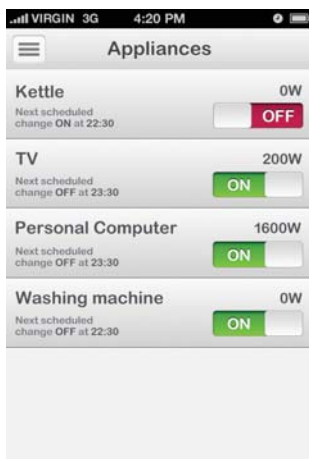 VIRGIN 3G 4:20 PM
Appliances
Kettle 0W
Next scheduled
change ON at 22:30
OFF
TV 200W
Next scheduled
change OFF at 23:30
ON
Personal Computer 1600W
Next scheduled
change OFF at 23:30
ON
Washing machine 0W
Next scheduled
change OFF at 22:30
ON